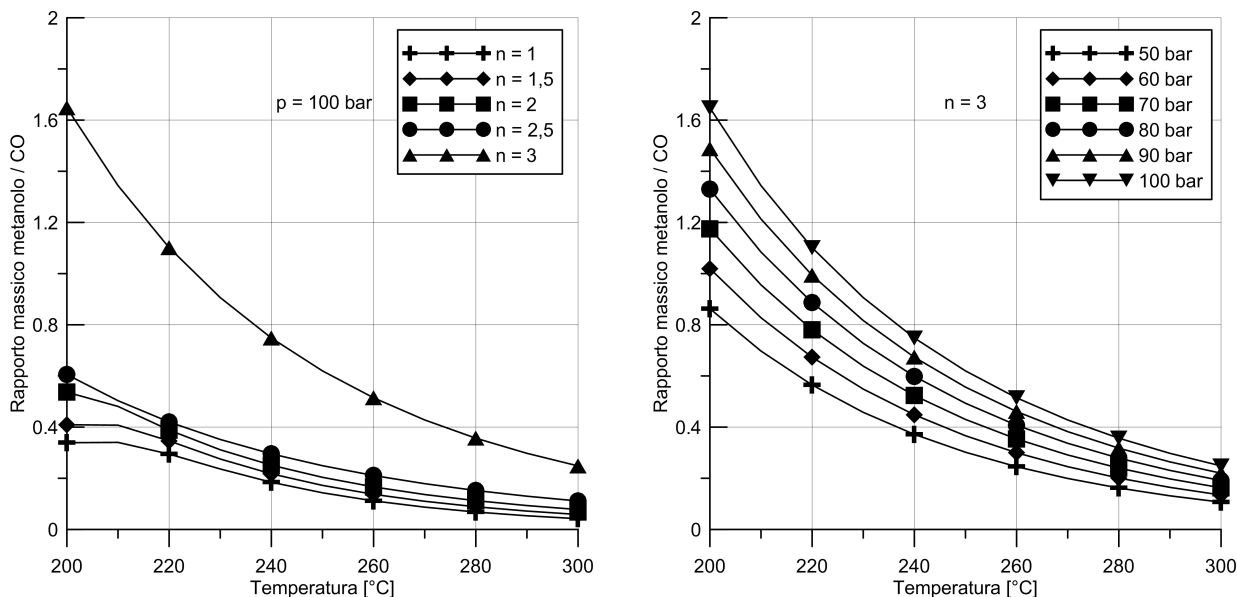 2
1.6
1.2
0.8
0.4
0
Rapporto massico metanolo / CO
200
220
240
260
280
300
Temperatura [°C]
p = 100 bar
n = 1
n = 1,5
n = 2
n = 2,5
n = 3
2
1.6
1.2
0.8
0.4
0
Rapporto massico metanolo / CO
200
220
240
260
280
300
Temperatura [°C]
n = 3
50 bar
60 bar
70 bar
80 bar
90 bar
100 bar